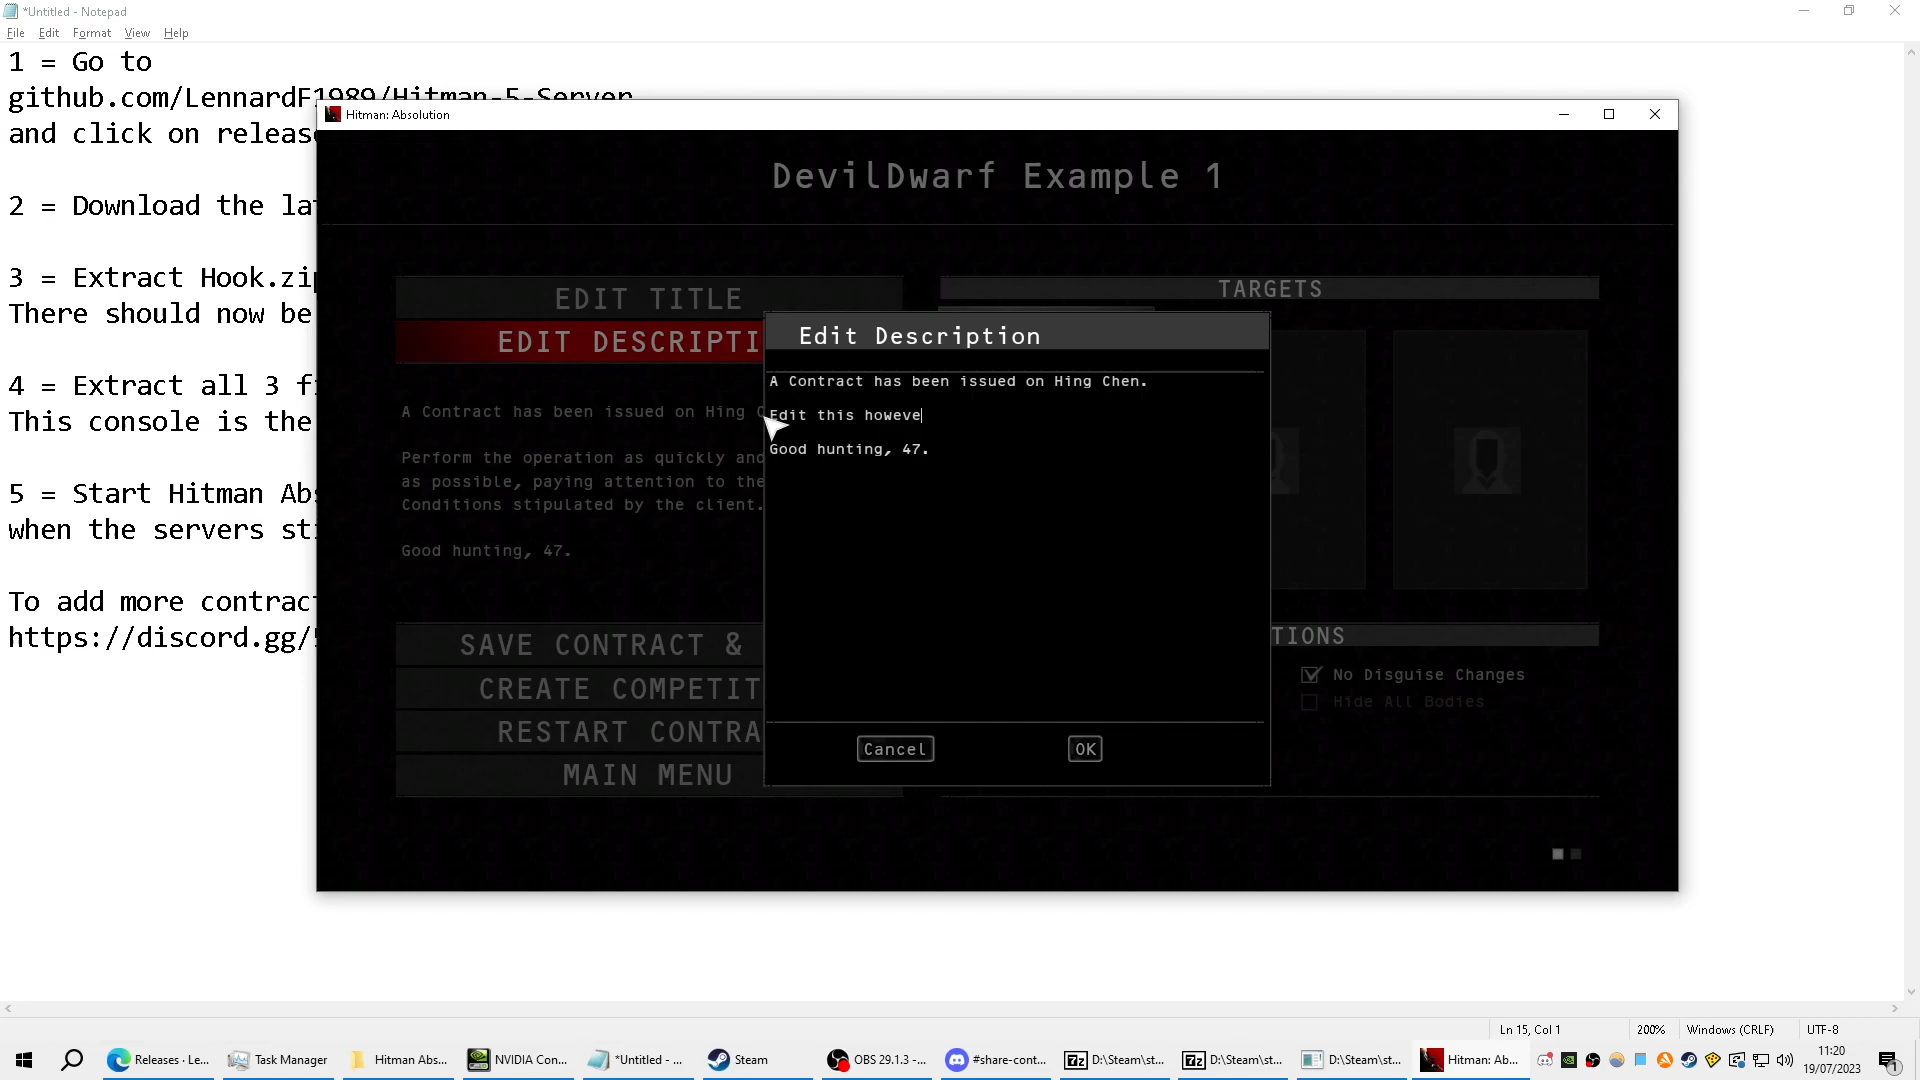 *Untitled - Notepad
File Edit Format View Help
1 = Go to
github.com/LennardF1989/Hitman-5-Server
and click on releas
2 = Download the la
3 = Extract Hook.zi
There should now be
4 = Extract all 3 f
This console is the
5 = Start Hitman Ab
when the servers st
To add more contrac
https://discord.gg/
Hitman: Absolution
DevilDwarf Example 1
EDIT TITLE
EDIT DESCRIPTI
A Contract has been issued on Hing C
Perform the operation as quickly and
as possible, paying attention to the
Conditions stipulated by the client.
Good hunting, 47.
SAVE CONTRACT &
CREATE COMPETIT
RESTART CONTRA
MAIN MENU
TARGETS
Edit Description
A Contract has been issued on Hing Chen.
Edit this howeve
Good hunting, 47.
Cancel OK
TIONS
No Disguise Changes
Hide All Bodies
Ln 15, Col 1 200% Windows (CRLF) UTF-8
Releases · Le... Task Manager Hitman Abs... NVIDIA Con... *Untitled - ... Steam OBS 29.1.3 -... #share-cont... D:\Steam\st... D:\Steam\st... D:\Steam\st... Hitman: Ab...
11:20
19/07/2023
1